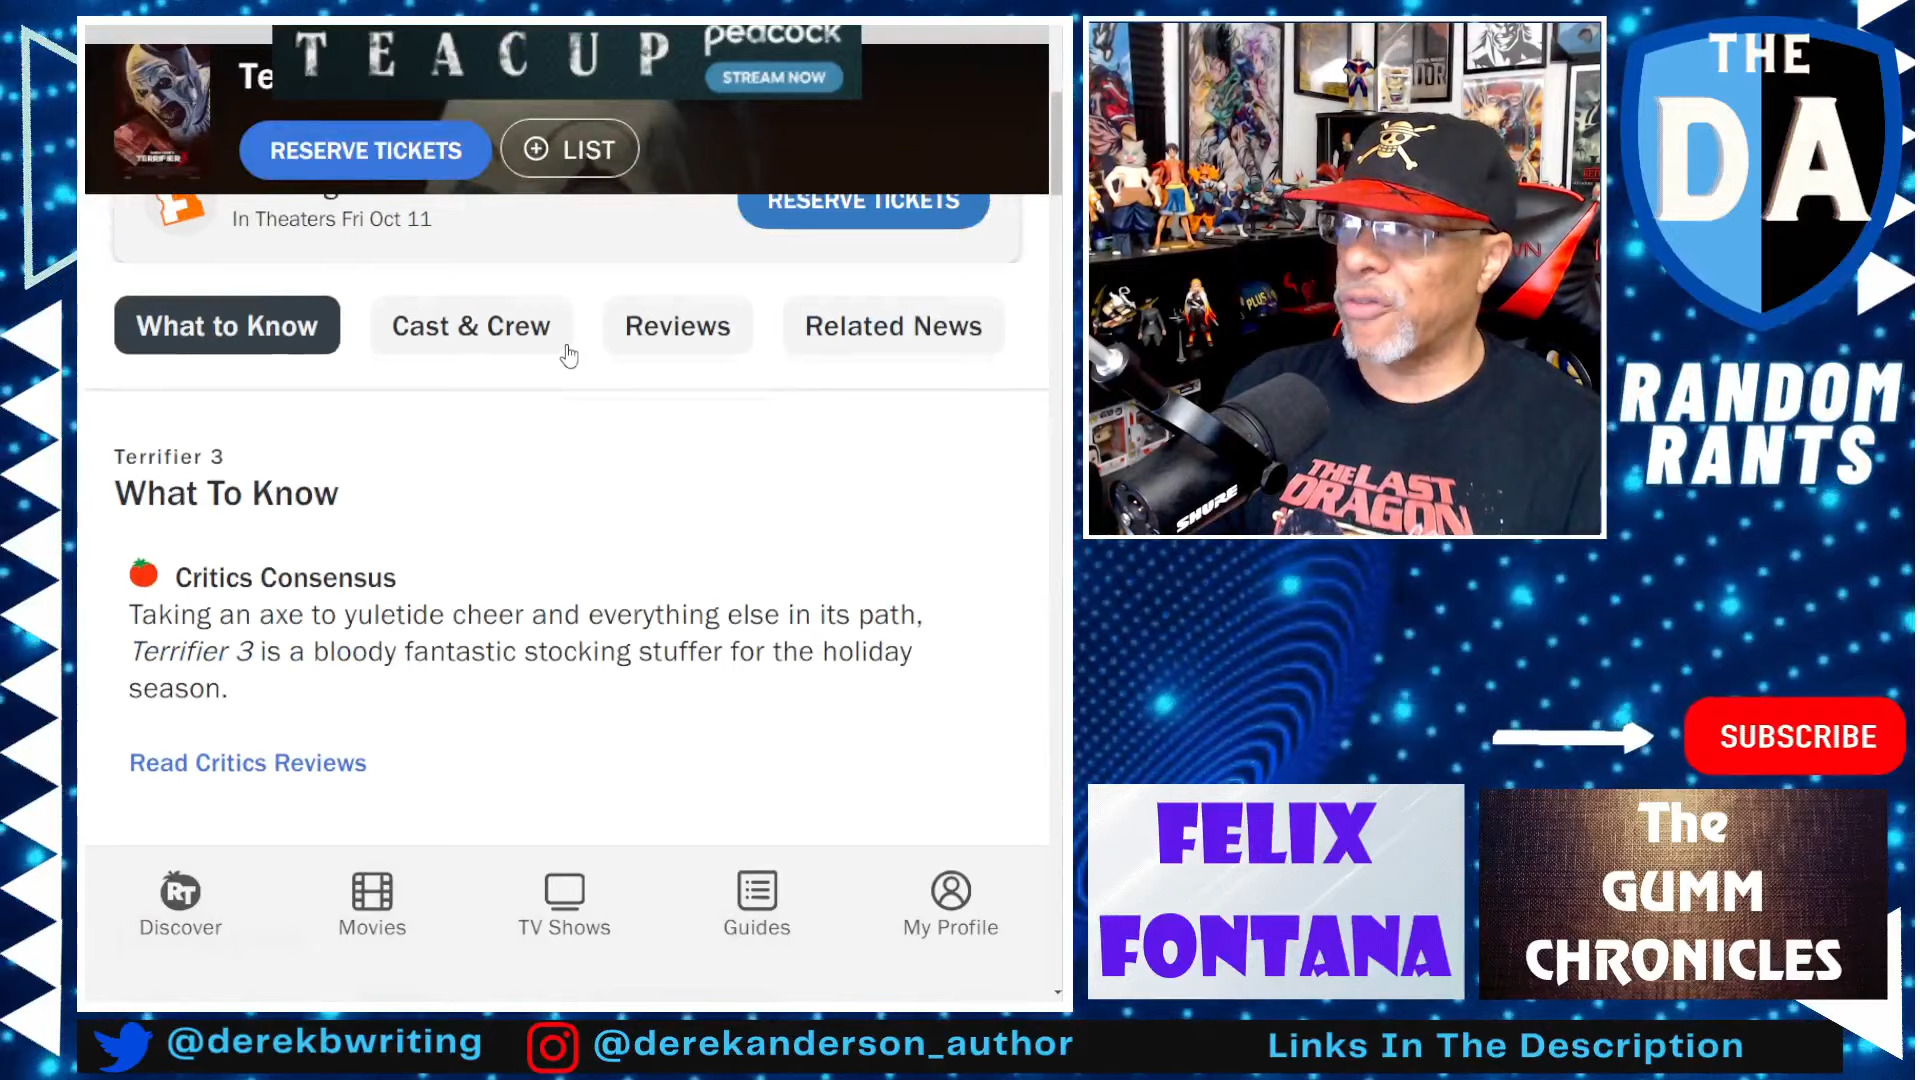 TEACUP
peacock
STREAM NOW
Te
TERRIFIER
RESERVE TICKETS
LIST
In Theaters Fri Oct 11
RESERVE TICKETS
What to Know
Cast & Crew
Reviews
Related News
Terrifier 3
What To Know
Critics Consensus
Taking an axe to yuletide cheer and everything else in its path,
Terrifier 3 is a bloody fantastic stocking stuffer for the holiday
season.
Read Critics Reviews
RT
Discover
Movies
TV Shows
Guides
My Profile
PLUS
SHURE
THE LAST
DRAGON
THE
DA
RANDOM
RANTS
SUBSCRIBE
FELIX
FONTANA
The
GUMM
CHRONICLES
@derekbwriting
@derekanderson_author
Links In The Description